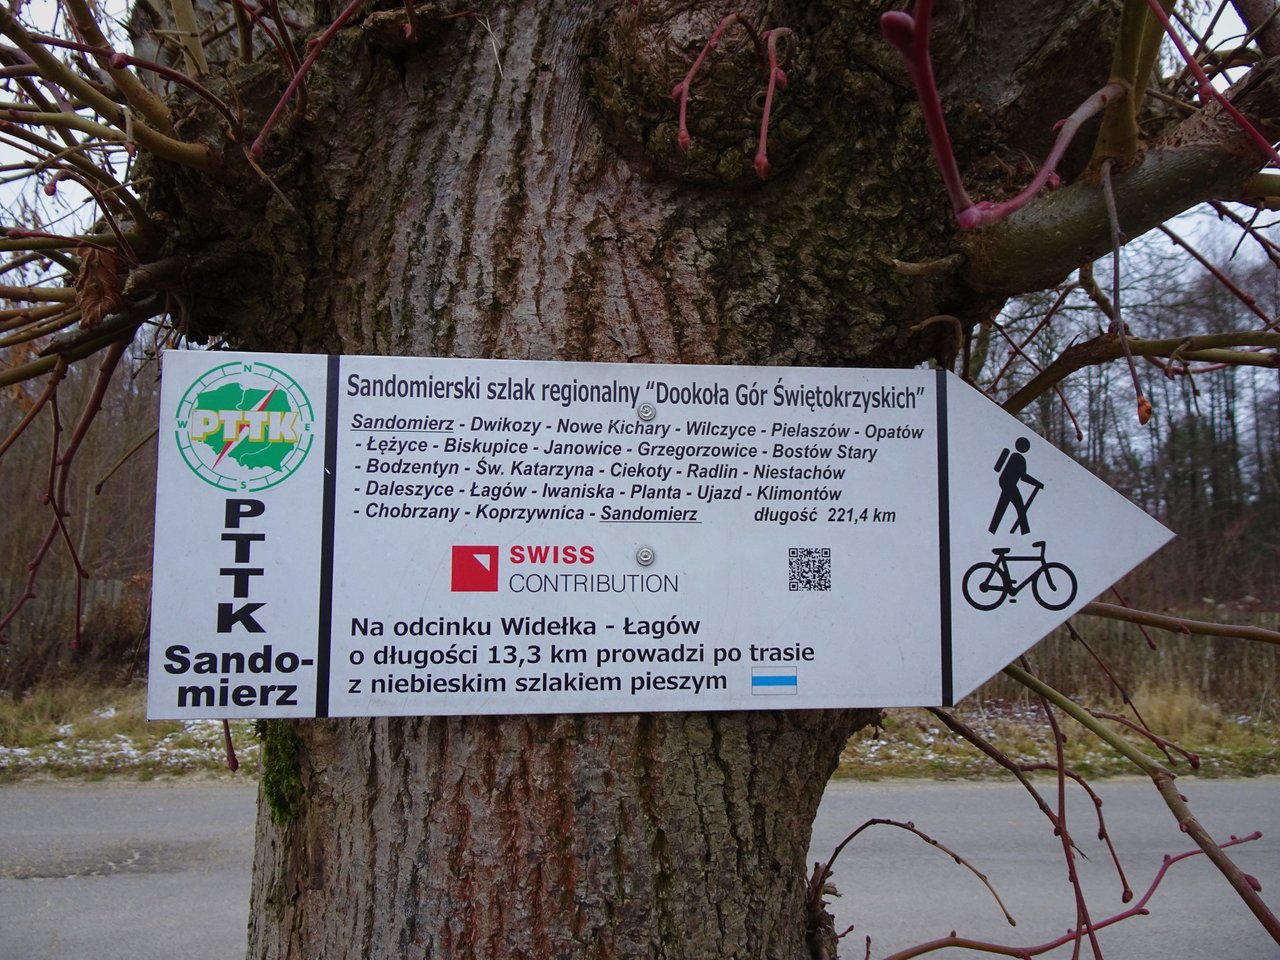 N
W E
PTTK
S
PTTK
Sando-
mierz
Sandomierski szlak regionalny “Dookoła Gór Świętokrzyskich”
Sandomierz - Dwikozy - Nowe Kichary - Wilczyce - Pielaszów - Opatów
- Łężyce - Biskupice - Janowice - Grzegorzowice - Bostów Stary
- Bodzentyn - Św. Katarzyna - Ciekoty - Radlin - Niestachów
- Daleszyce - Łagów - Iwaniska - Planta - Ujazd - Klimontów
- Chobrzany - Koprzywnica - Sandomierz długość 221,4 km
SWISS
CONTRIBUTION
Na odcinku Widełka - Łagów
o długości 13,3 km prowadzi po trasie
z niebieskim szlakiem pieszym